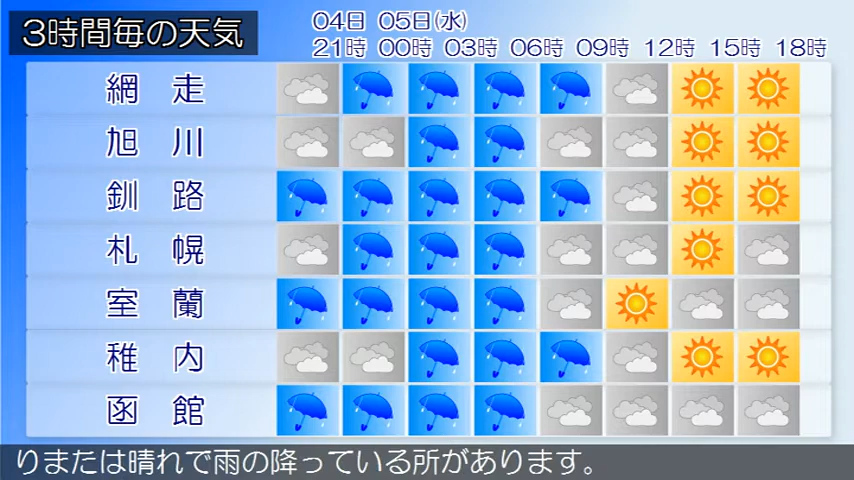 3時間毎の天気
04日 05日(水)
21時 00時 03時 06時 09時 12時 15時 18時
網走
旭川
釧路
札幌
室蘭
稚内
函館
りまたは晴れで雨の降っている所があります。